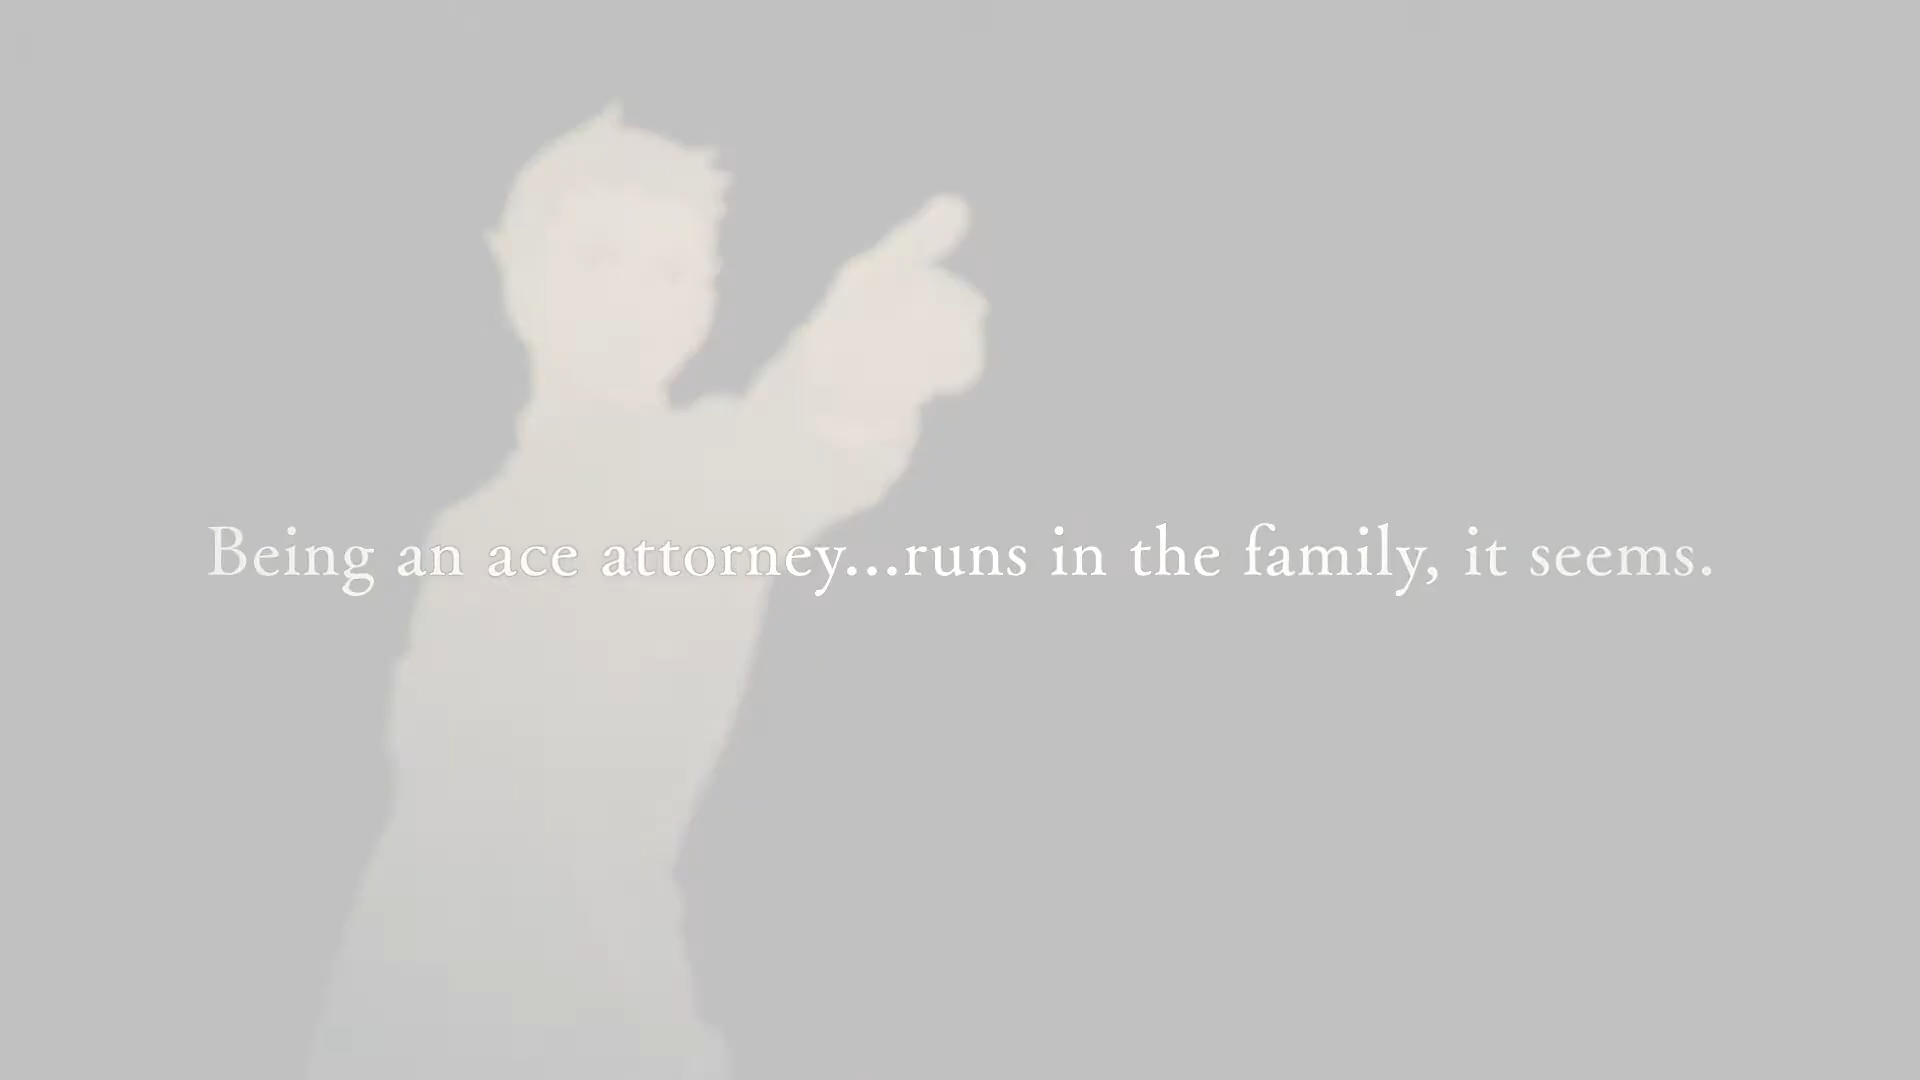 Being an ace attorney...runs in the family, it seems.